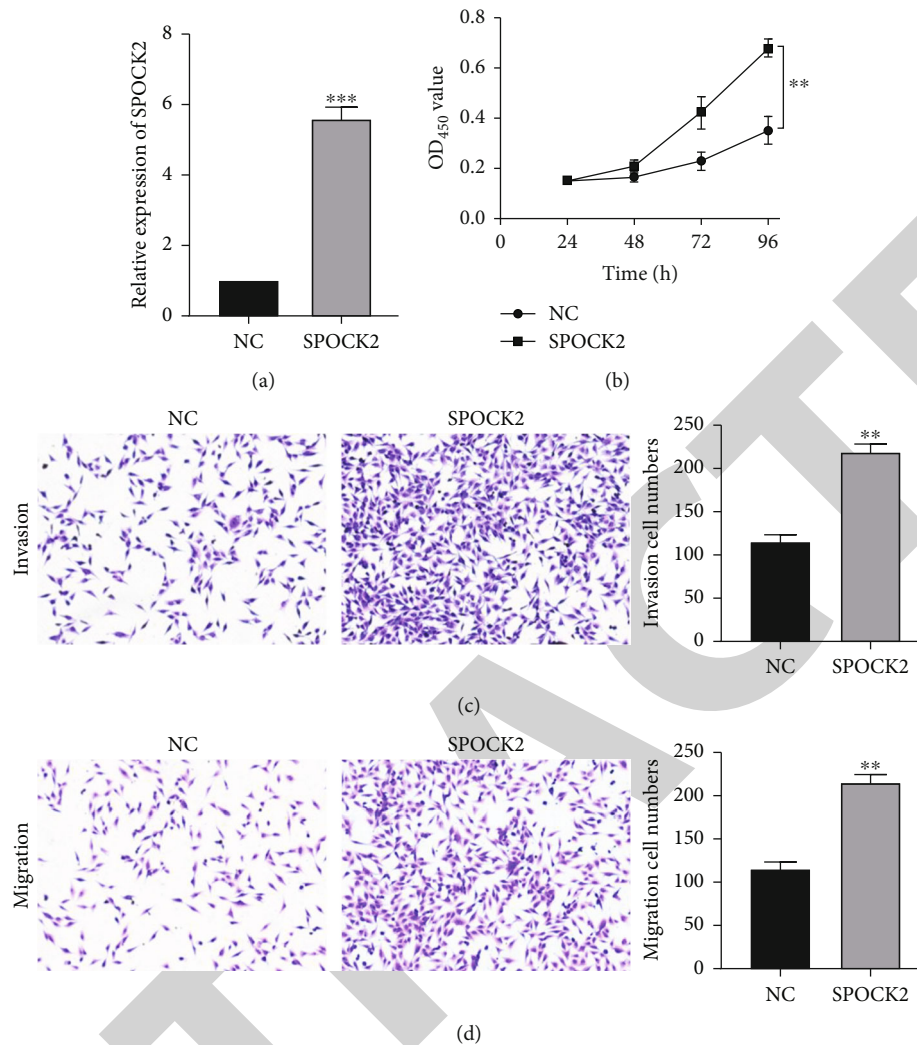 Relative expression of SPOCK2
8
6
4
2
0
***
NC
SPOCK2
(a)
OD450 value
0.8
0.6
0.4
0.2
0.0
**
0
24
48
72
96
Time (h)
NC
SPOCK2
(b)
NC
SPOCK2
Invasion
Invasion cell numbers
250
200
150
100
50
0
**
NC
SPOCK2
(c)
NC
SPOCK2
Migration
Migration cell numbers
250
200
150
100
50
0
**
NC
SPOCK2
(d)